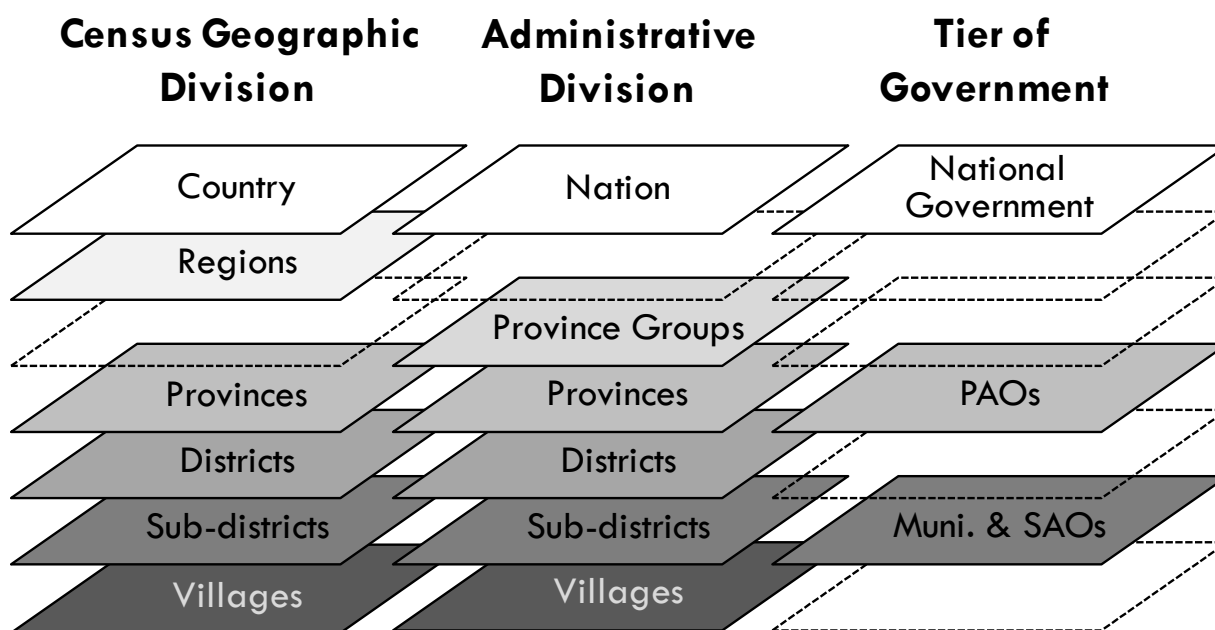 Census Geographic
Division
Administrative
Division
Tier of
Government
Country
Nation
National
Government
Regions
Province Groups
Provinces
Provinces
PAOs
Districts
Districts
Sub-districts
Sub-districts
Muni. & SAOs
Villages
Villages